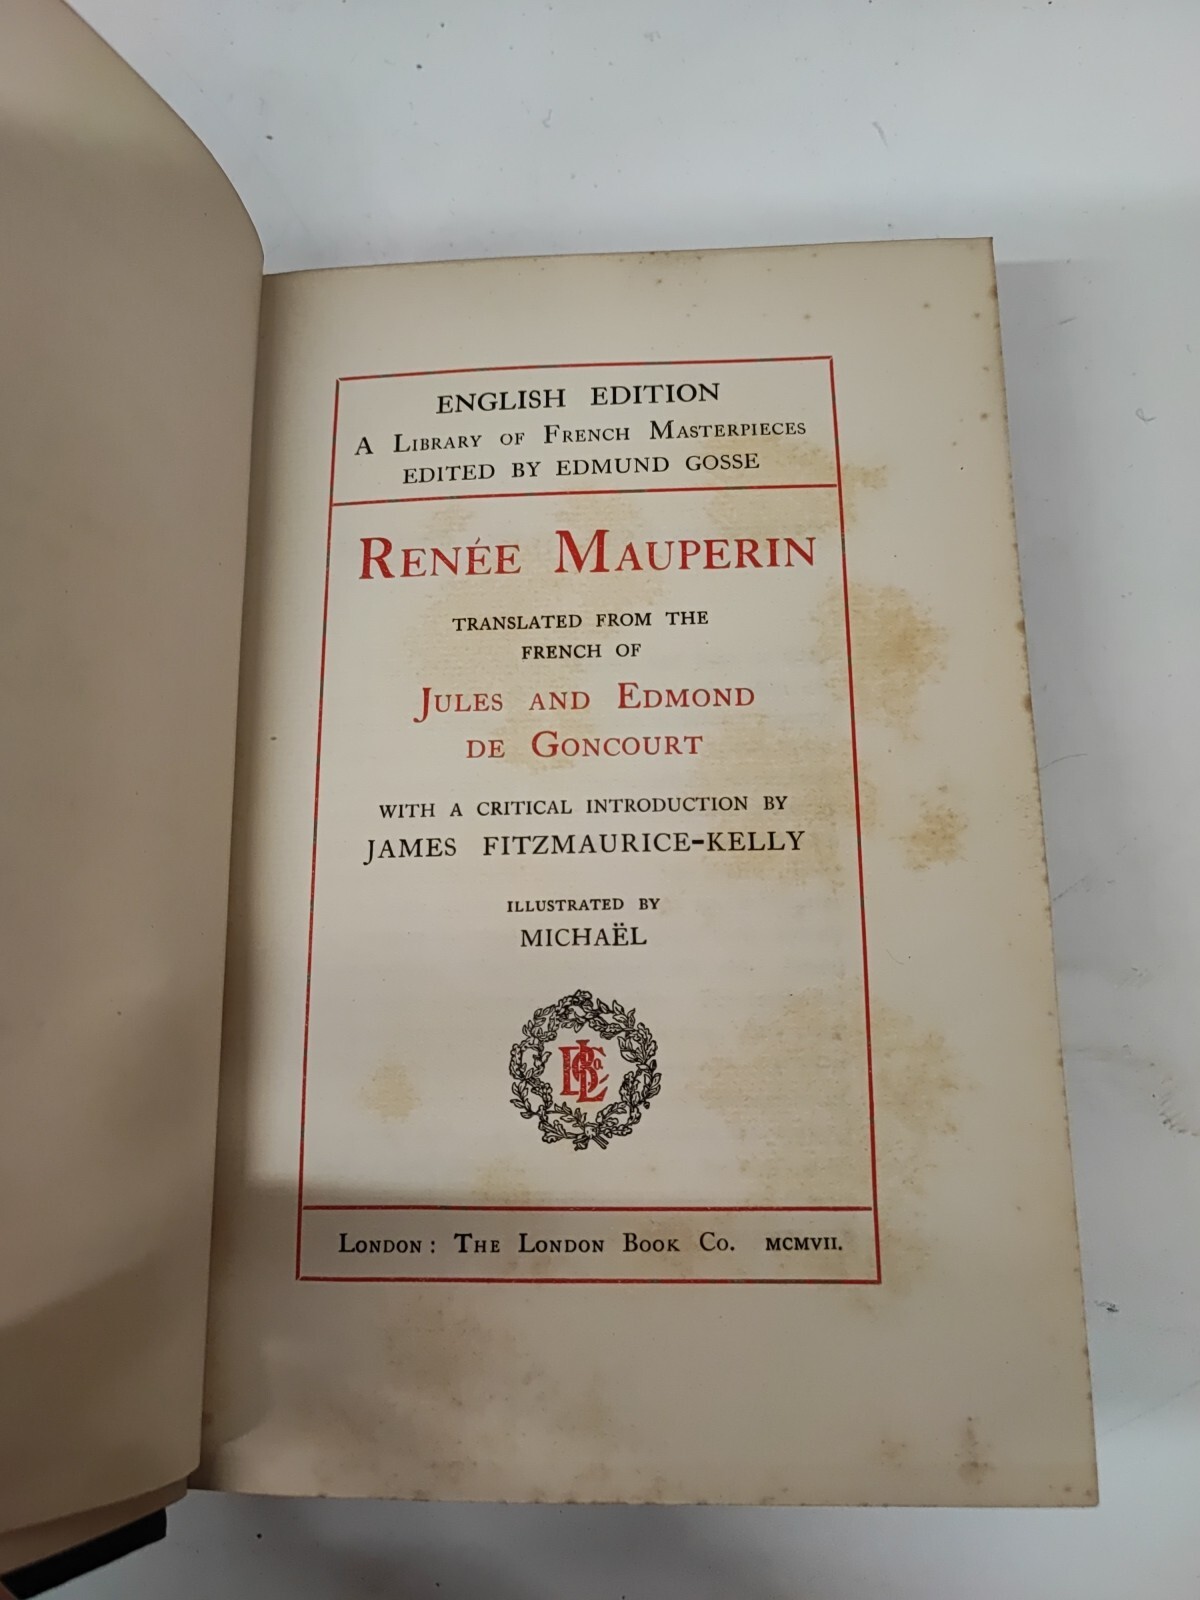 ENGLISH EDITION
A LIBRARY OF FRENCH MASTERPIECES
EDITED BY EDMUND GOSSE
RENÉE MAUPERIN
TRANSLATED FROM THE
FRENCH OF
JULES AND EDMOND
DE GONCOURT
WITH A CRITICAL INTRODUCTION BY
JAMES FITZMAURICE-KELLY
ILLUSTRATED BY
MICHAËL
LONDON: THE LONDON BOOK CO. MCMVII.